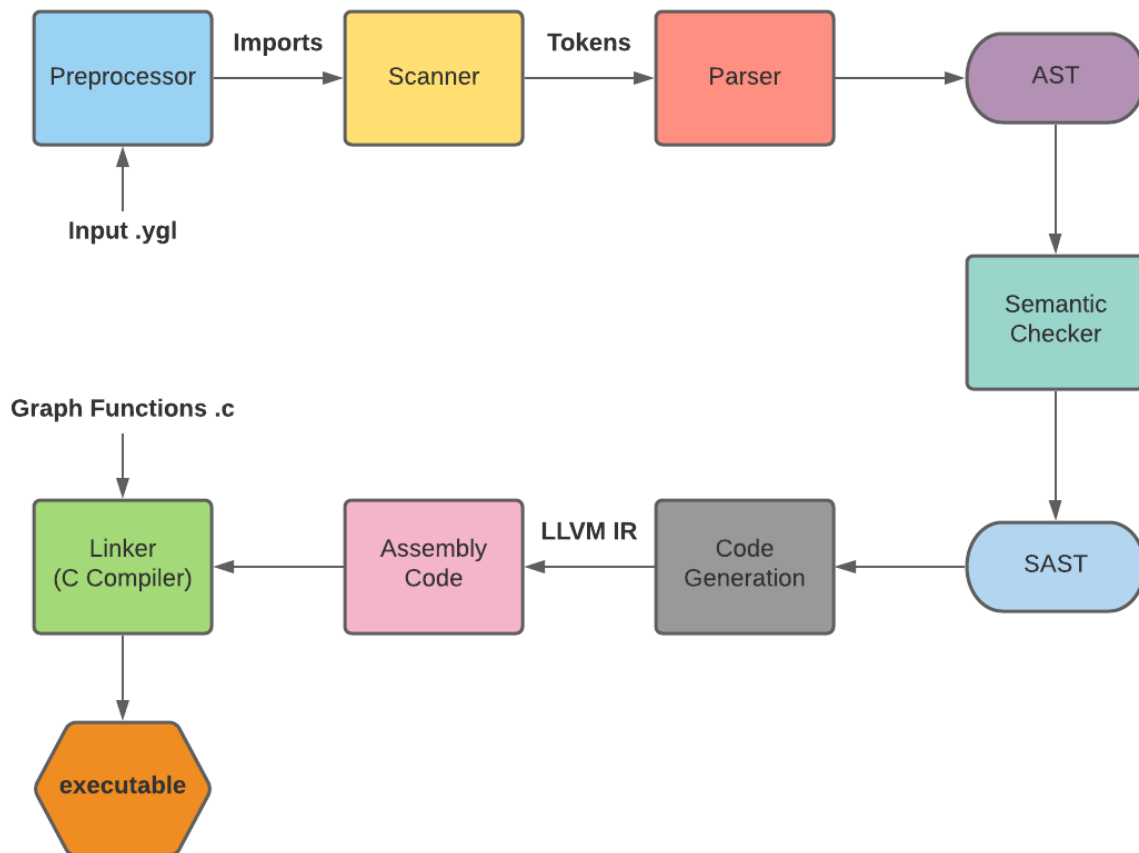 Imports
Tokens
Preprocessor
Scanner
Parser
AST
Input .ygl
Semantic
Checker
Graph Functions .c
LLVM IR
Linker
(C Compiler)
Assembly
Code
Code
Generation
SAST
executable